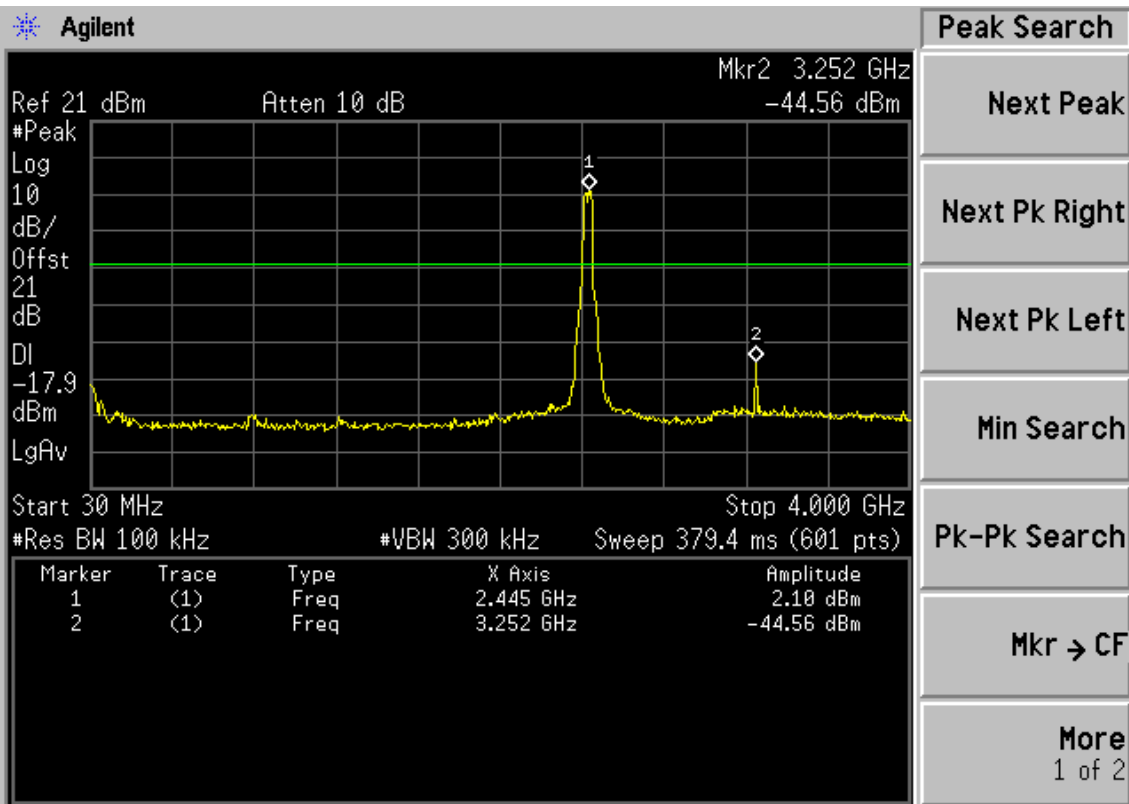 Agilent
Peak Search
Mkr2 3.252 GHz
Ref 21 dBm Atten 10 dB -44.56 dBm
#Peak
Log
10
dB/
Offst
21
dB
DI
-17.9
dBm
LgAv
1
2
Start 30 MHz Stop 4.000 GHz
#Res BW 100 kHz #VBW 300 kHz Sweep 379.4 ms (601 pts)
Marker Trace Type X Axis Amplitude
1 (1) Freq 2.445 GHz 2.10 dBm
2 (1) Freq 3.252 GHz -44.56 dBm
Next Peak
Next Pk Right
Next Pk Left
Min Search
Pk-Pk Search
Mkr → CF
More
1 of 2